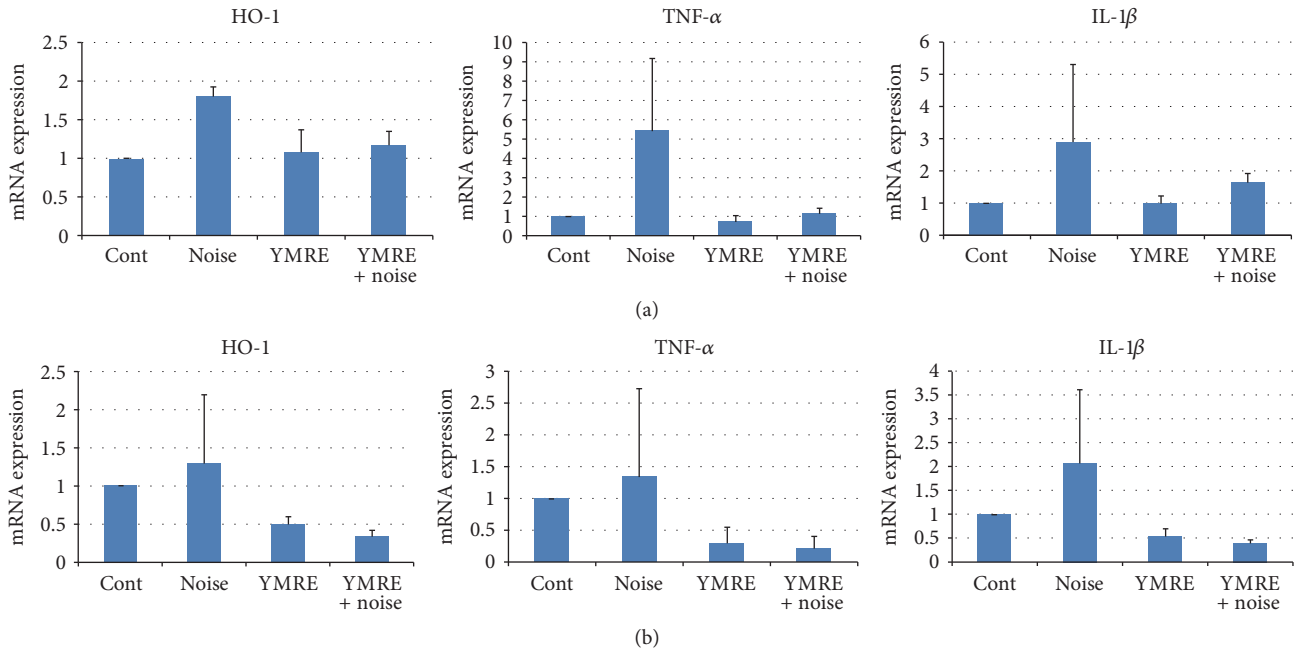 HO-1
mRNA expression
2.5
2
1.5
1
0.5
0
Cont
Noise
YMRE
YMRE
+ noise
TNF-α
mRNA expression
10
9
8
7
6
5
4
3
2
1
0
Cont
Noise
YMRE
YMRE
+ noise
IL-1β
mRNA expression
6
5
4
3
2
1
0
Cont
Noise
YMRE
YMRE
+ noise
(a)
HO-1
mRNA expression
2.5
2
1.5
1
0.5
0
Cont
Noise
YMRE
YMRE
+ noise
TNF-α
mRNA expression
3
2.5
2
1.5
1
0.5
0
Cont
Noise
YMRE
YMRE
+ noise
IL-1β
mRNA expression
4
3.5
3
2.5
2
1.5
1
0.5
0
Cont
Noise
YMRE
YMRE
+ noise
(b)